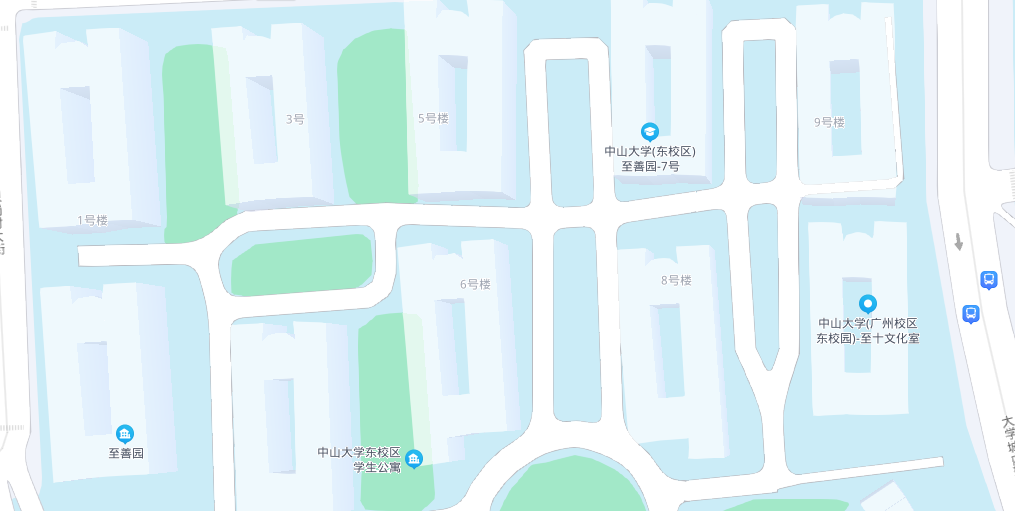 3号
5号楼
9号楼
中山大学(东校区)
至善园-7号
1号楼
6号楼
8号楼
中山大学(广州校区
东校园)-至十文化室
至善园
中山大学东校区
学生公寓
大学城